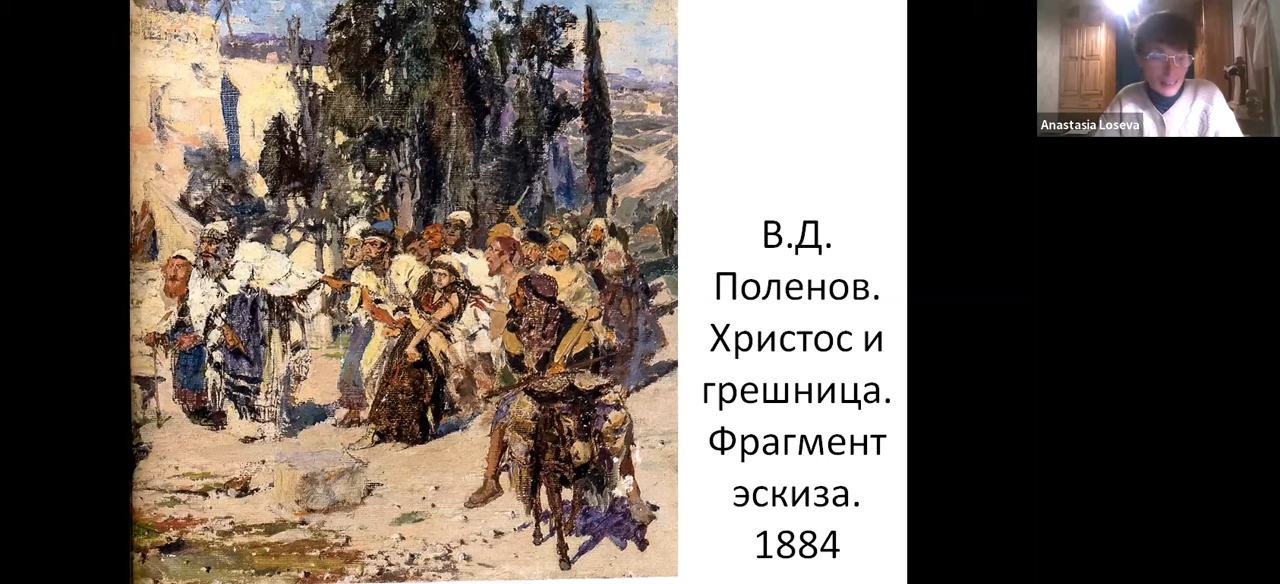 Anastasia Loseva
В.Д.
Поленов.
Христос и
грешница.
Фрагмент
эскиза.
1884